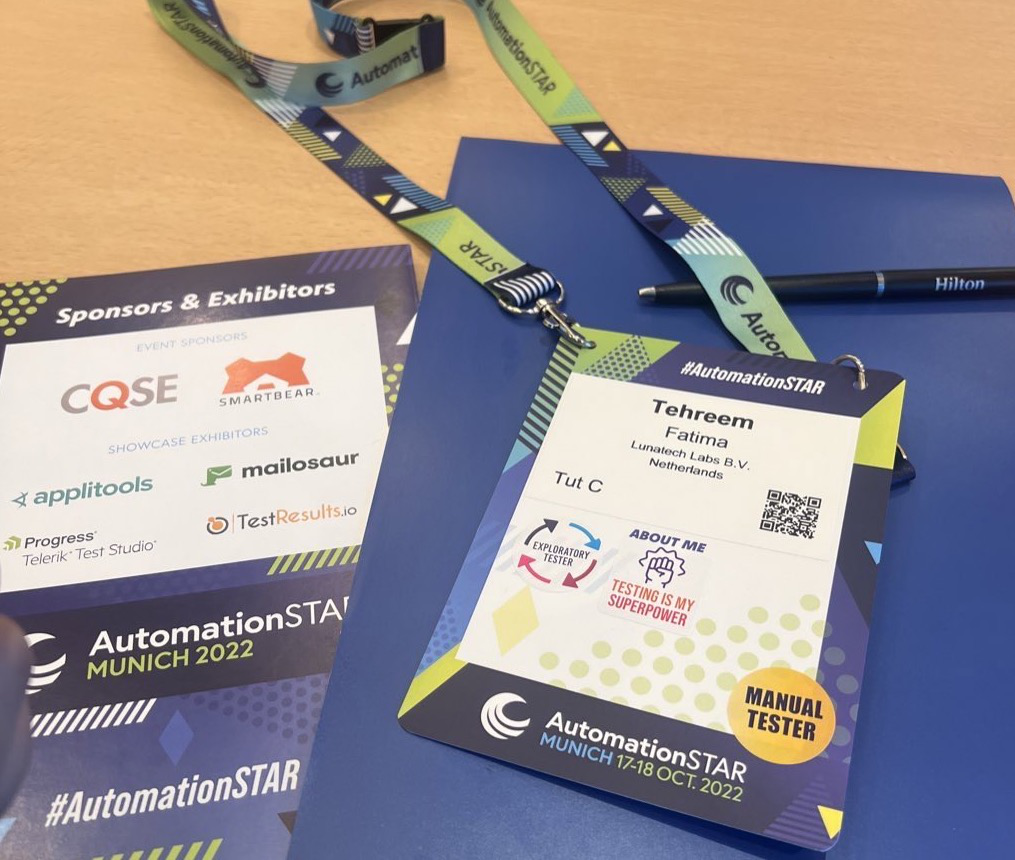 AutomationSTAR
Automat
AutomationSTAR
STAR
Autom
Hilton
Sponsors & Exhibitors
EVENT SPONSORS
CQSE
SMARTBEAR.
SHOWCASE EXHIBITORS
applitools
mailosaur
Progress®
Telerik® Test Studio®
TestResults.io
AutomationSTAR
MUNICH 2022
#AutomationSTAR
#AutomationSTAR
Tehreem
Fatima
Lunatech Labs B.V.
Netherlands
Tut C
EXPLORATORY
TESTER
ABOUT ME
TESTING IS MY
SUPERPOWER
MANUAL
TESTER
AutomationSTAR
MUNICH 17-18 OCT. 2022